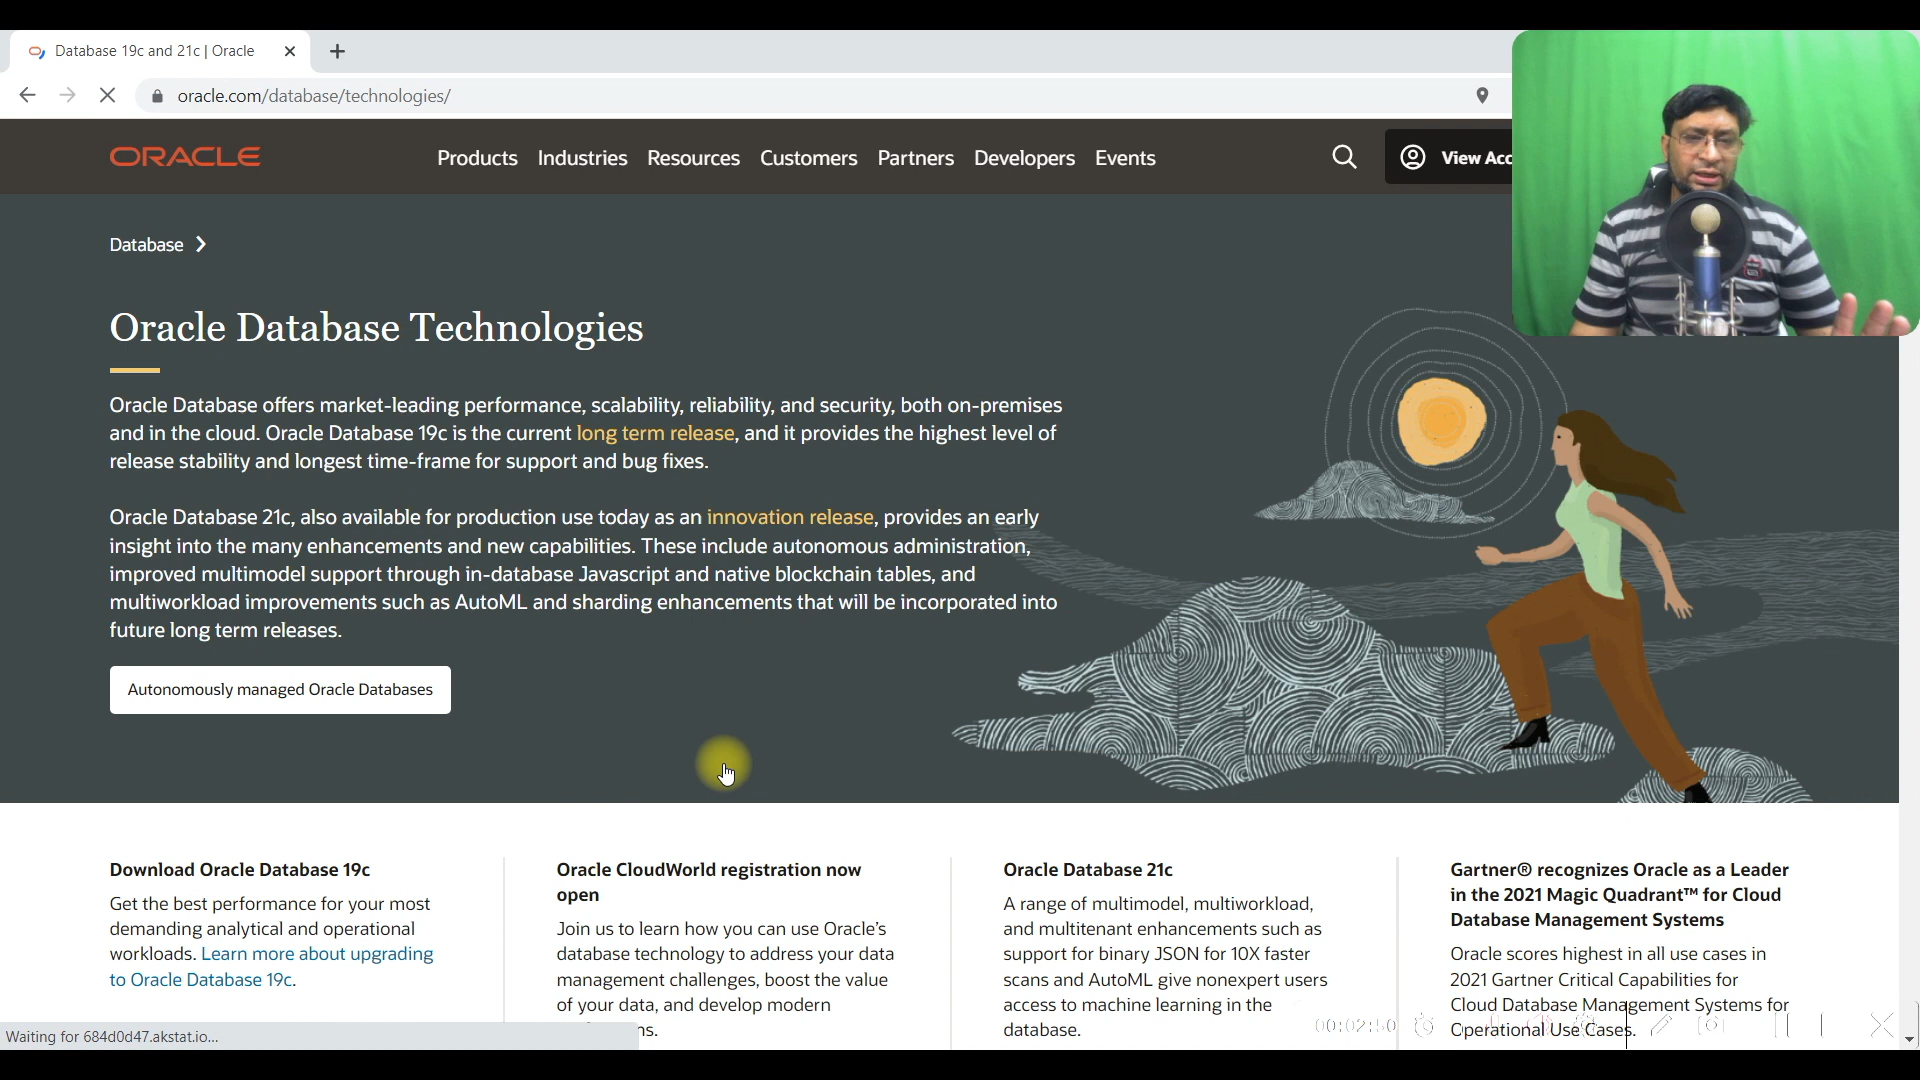 Database 19c and 21c | Oracle
oracle.com/database/technologies/
ORACLE
Products Industries Resources Customers Partners Developers Events
View Acc
Database
Oracle Database Technologies
Oracle Database offers market-leading performance, scalability, reliability, and security, both on-premises
and in the cloud. Oracle Database 19c is the current long term release, and it provides the highest level of
release stability and longest time-frame for support and bug fixes.
Oracle Database 21c, also available for production use today as an innovation release, provides an early
insight into the many enhancements and new capabilities. These include autonomous administration,
improved multimodel support through in-database Javascript and native blockchain tables, and
multiworkload improvements such as AutoML and sharding enhancements that will be incorporated into
future long term releases.
Autonomously managed Oracle Databases
Download Oracle Database 19c
Get the best performance for your most
demanding analytical and operational
workloads. Learn more about upgrading
to Oracle Database 19c.
Oracle CloudWorld registration now
open
Join us to learn how you can use Oracle's
database technology to address your data
management challenges, boost the value
of your data, and develop modern
ns.
Oracle Database 21c
A range of multimodel, multiworkload,
and multitenant enhancements such as
support for binary JSON for 10X faster
scans and AutoML give nonexpert users
access to machine learning in the
database.
Gartner® recognizes Oracle as a Leader
in the 2021 Magic Quadrant™ for Cloud
Database Management Systems
Oracle scores highest in all use cases in
2021 Gartner Critical Capabilities for
Cloud Database Management Systems for
Operational Use Cases.
00:02:50
Waiting for 684d0d47.akstat.io...